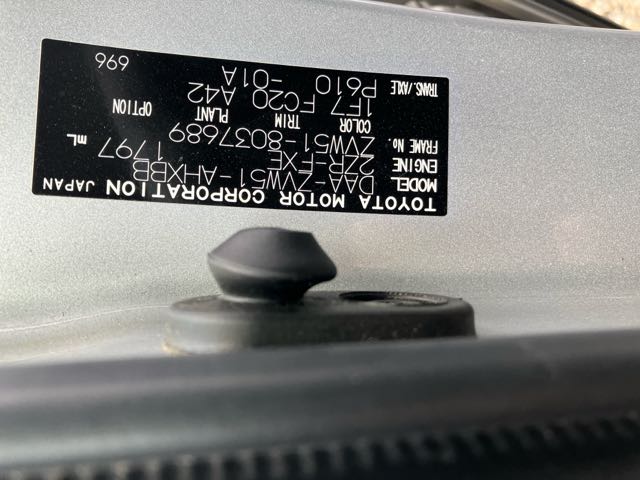 TOYOTA MOTOR CORPORATION JAPAN
MODEL DAA-ZVW51-AHXBB
ENGINE 2ZR-FXE 1797 mL
FRAME No. ZVW51-8037689
COLOR TRIM PLANT OPTION
1F7 FC20 A42
TRANS./AXLE P610 -01A
696